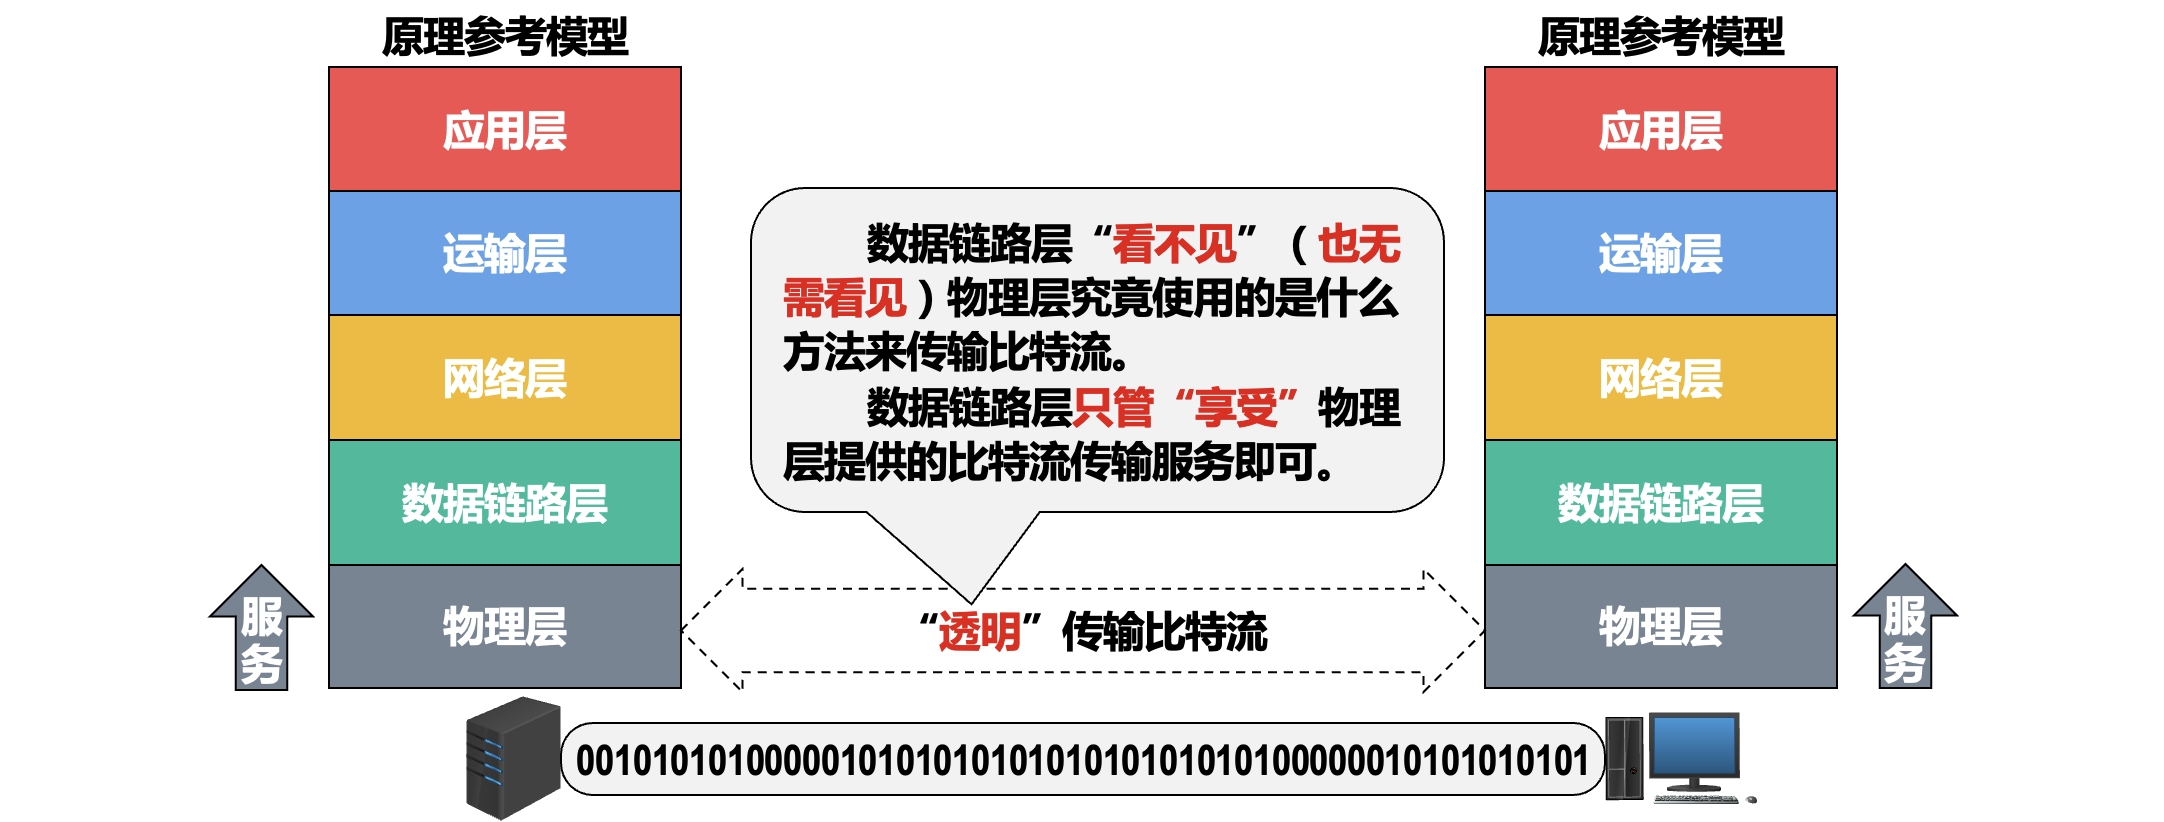 原理参考模型
应用层
运输层
网络层
数据链路层
物理层
服
务
数据链路层“看不见”（也无
需看见）物理层究竟使用的是什么
方法来传输比特流。
数据链路层只管“享受”物理
层提供的比特流传输服务即可。
“透明”传输比特流
原理参考模型
应用层
运输层
网络层
数据链路层
物理层
服
务
001010101000001010101010101010101010100000010101010101